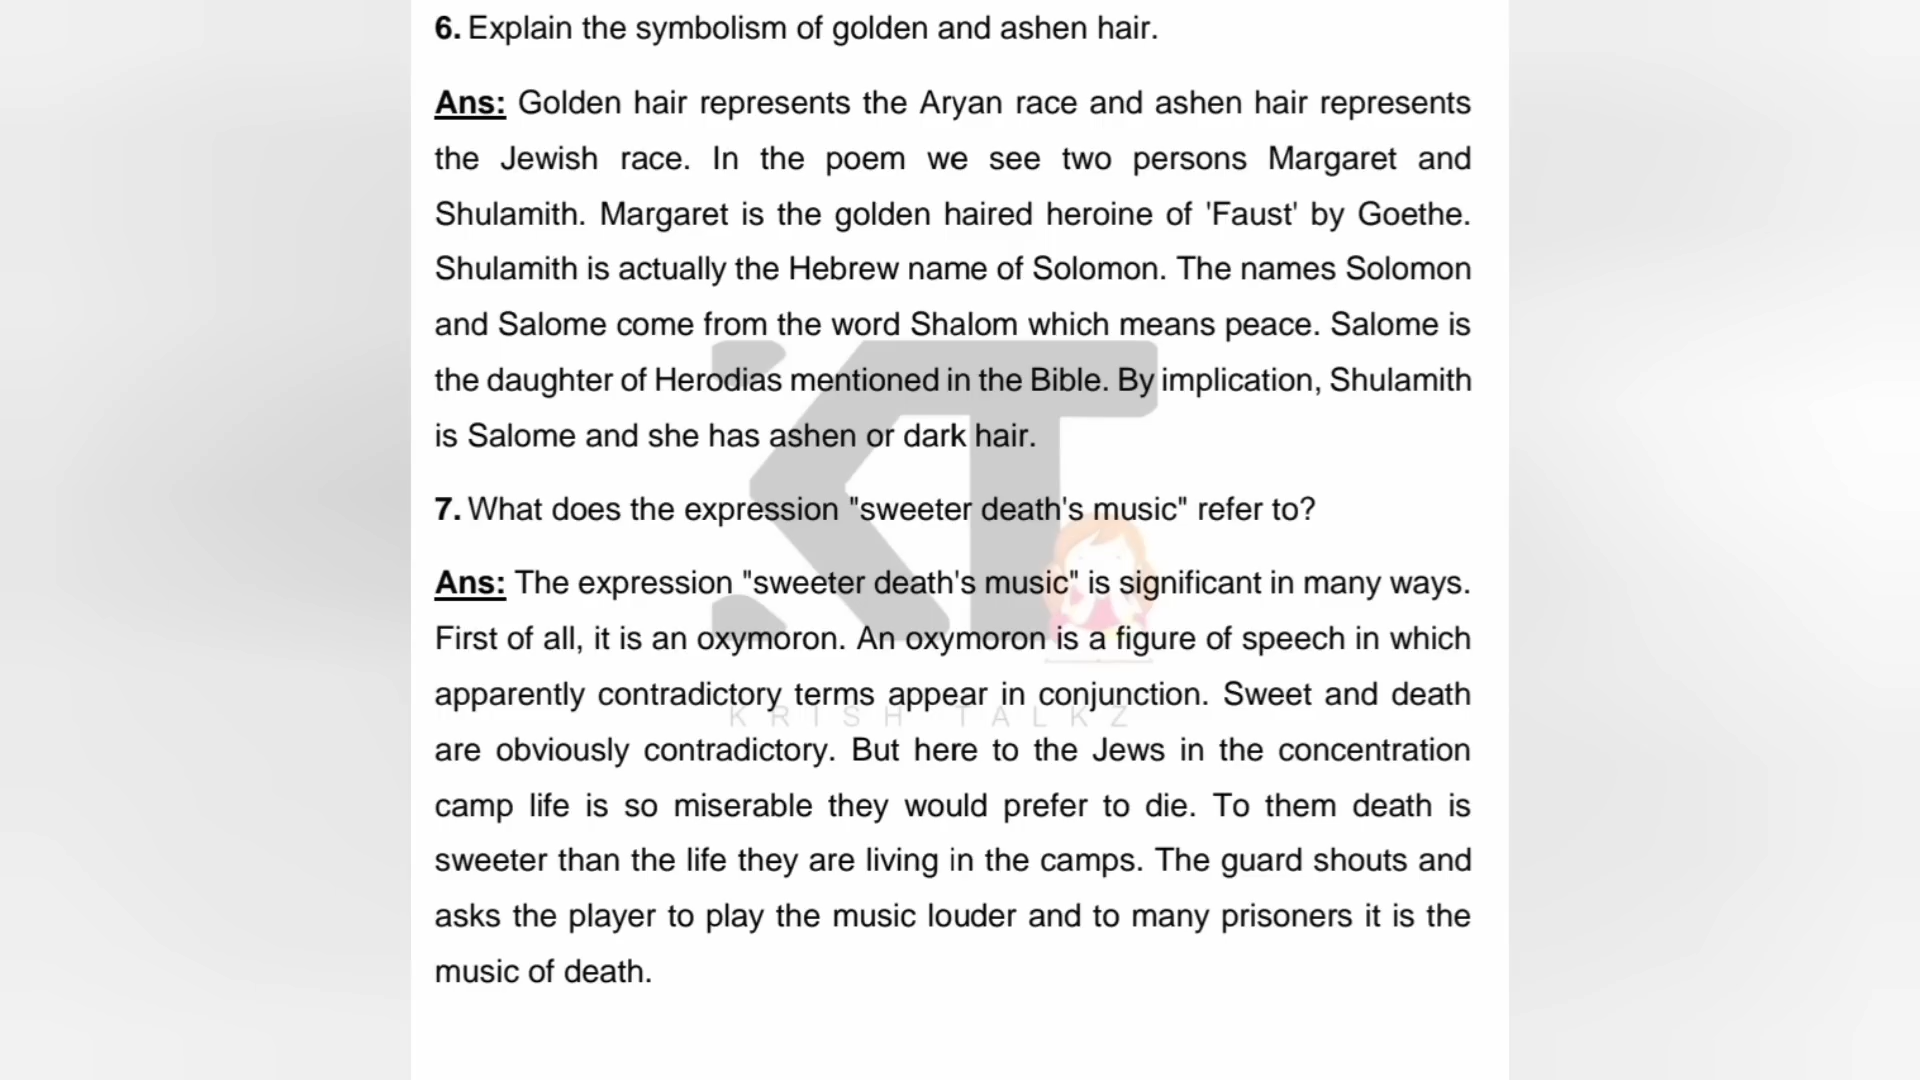 6. Explain the symbolism of golden and ashen hair.
Ans: Golden hair represents the Aryan race and ashen hair represents
the Jewish race. In the poem we see two persons Margaret and
Shulamith. Margaret is the golden haired heroine of 'Faust' by Goethe.
Shulamith is actually the Hebrew name of Solomon. The names Solomon
and Salome come from the word Shalom which means peace. Salome is
the daughter of Herodias mentioned in the Bible. By implication, Shulamith
is Salome and she has ashen or dark hair.
7. What does the expression "sweeter death's music" refer to?
Ans: The expression "sweeter death's music" is significant in many ways.
First of all, it is an oxymoron. An oxymoron is a figure of speech in which
apparently contradictory terms appear in conjunction. Sweet and death
KRISH TALKZ
are obviously contradictory. But here to the Jews in the concentration
camp life is so miserable they would prefer to die. To them death is
sweeter than the life they are living in the camps. The guard shouts and
asks the player to play the music louder and to many prisoners it is the
music of death.